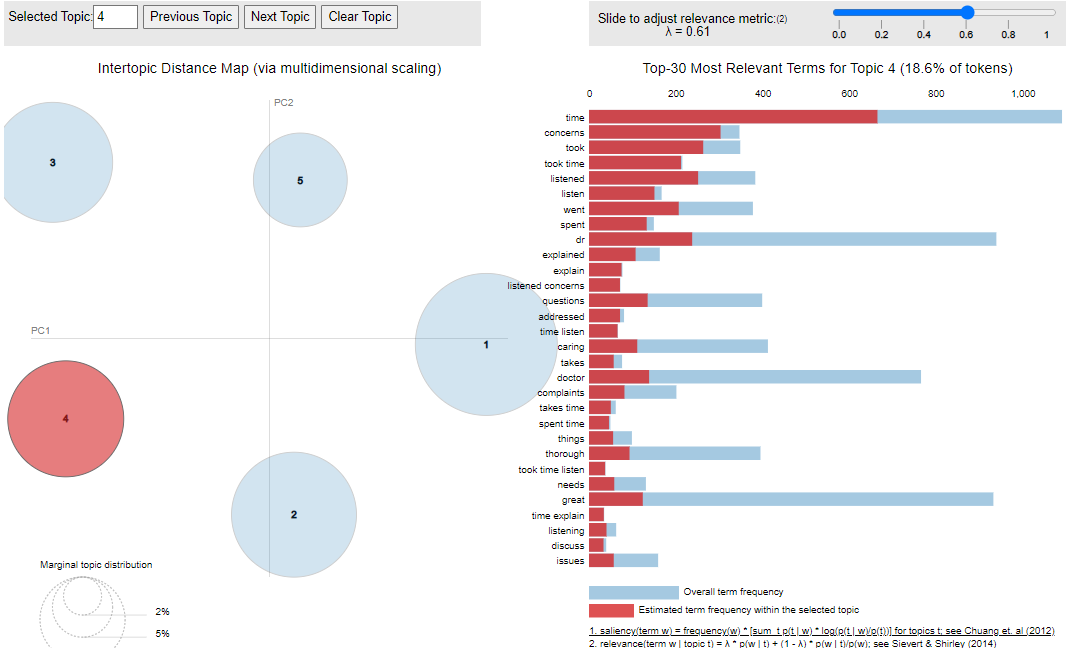 Selected Topic: 4 Previous Topic Next Topic Clear Topic
Slide to adjust relevance metric:(2)
λ = 0.61
0.0 0.2 0.4 0.6 0.8 1
Intertopic Distance Map (via multidimensional scaling)
PC2
PC1
3
5
1
4
2
Marginal topic distribution
2%
5%
Top-30 Most Relevant Terms for Topic 4 (18.6% of tokens)
0 200 400 600 800 1,000
time
concerns
took
took time
listened
listen
went
spent
dr
explained
explain
listened concerns
questions
addressed
time listen
caring
takes
doctor
complaints
takes time
spent time
things
thorough
took time listen
needs
great
time explain
listening
discuss
issues
Overall term frequency
Estimated term frequency within the selected topic
1. saliency(term w) = frequency(w) * [sum_t p(t | w) * log(p(t | w)/p(t))] for topics t; see Chuang et. al (2012)
2. relevance(term w | topic t) = λ * p(w | t) + (1 - λ) * p(w | t)/p(w); see Sievert & Shirley (2014)